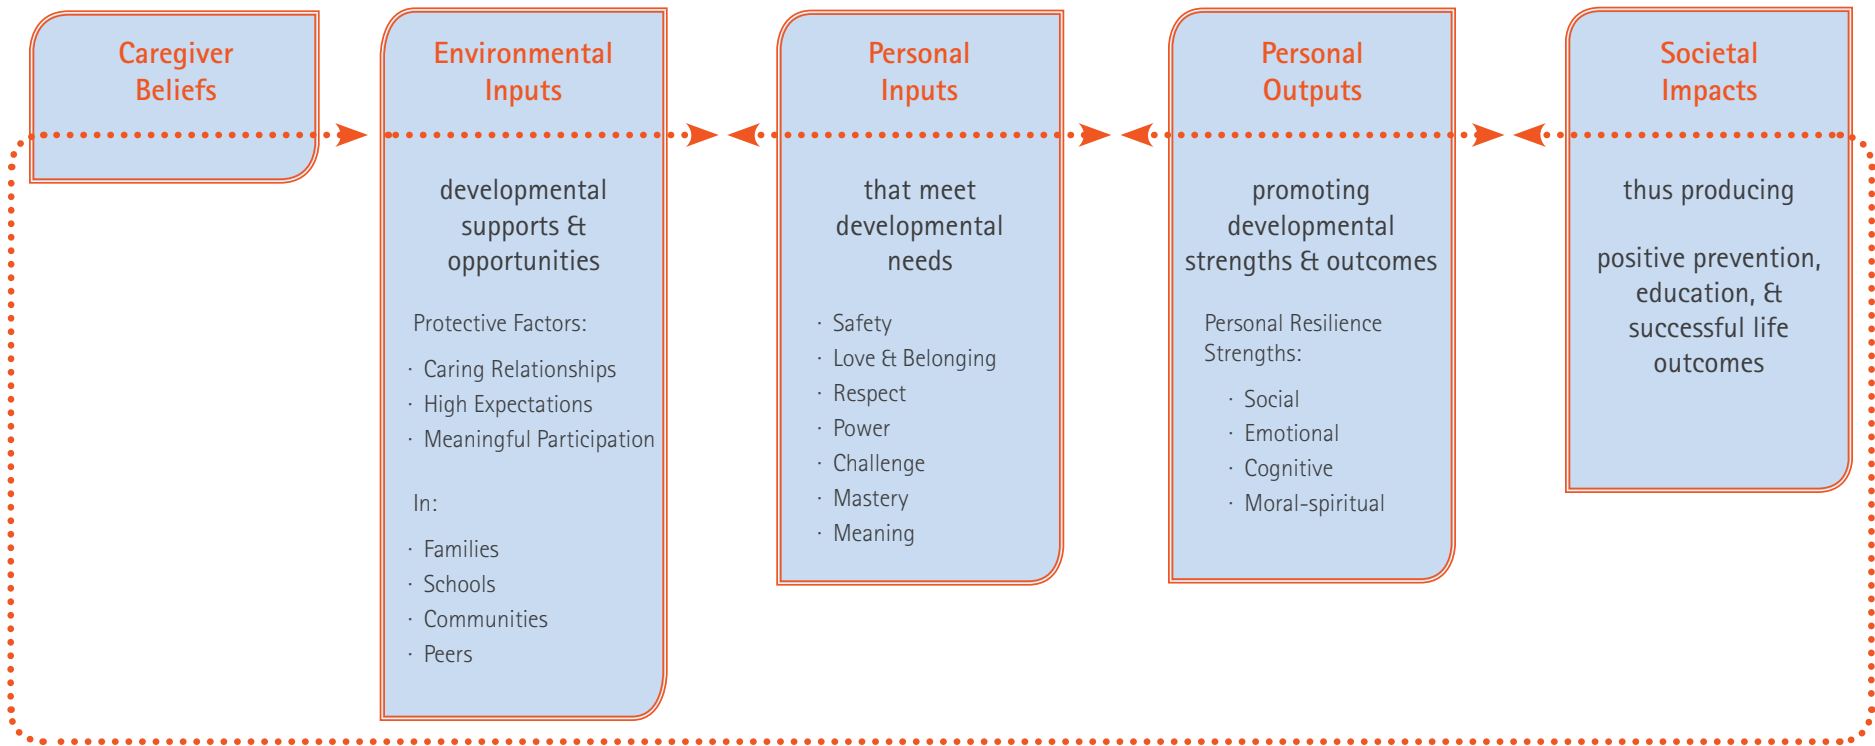 Caregiver
Beliefs
Environmental
Inputs
developmental
supports &
opportunities
Protective Factors:
· Caring Relationships
· High Expectations
· Meaningful Participation
In:
· Families
· Schools
· Communities
· Peers
Personal
Inputs
that meet
developmental
needs
· Safety
· Love & Belonging
· Respect
· Power
· Challenge
· Mastery
· Meaning
Personal
Outputs
promoting
developmental
strengths & outcomes
Personal Resilience
Strengths:
· Social
· Emotional
· Cognitive
· Moral-spiritual
Societal
Impacts
thus producing
positive prevention,
education, &
successful life
outcomes